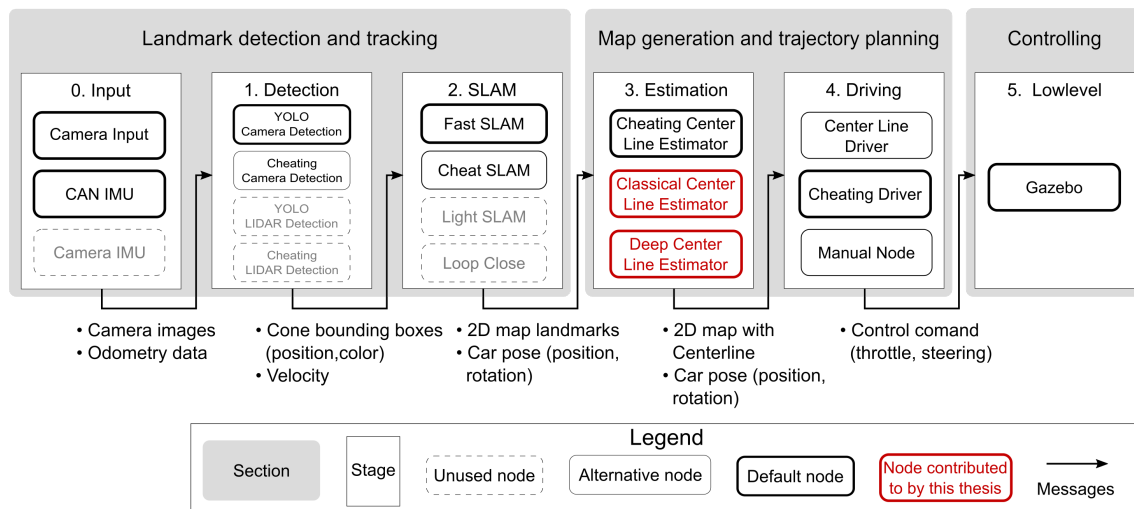 Landmark detection and tracking
Map generation and trajectory planning
Controlling
0. Input
Camera Input
CAN IMU
Camera IMU
1. Detection
YOLO
Camera Detection
Cheating
Camera Detection
YOLO
LIDAR Detection
Cheating
LIDAR Detection
2. SLAM
Fast SLAM
Cheat SLAM
Light SLAM
Loop Close
3. Estimation
Cheating Center
Line Estimator
Classical Center
Line Estimator
Deep Center
Line Estimator
4. Driving
Center Line
Driver
Cheating Driver
Manual Node
5. Lowlevel
Gazebo
• Camera images
• Odometry data
• Cone bounding boxes
(position,color)
• Velocity
• 2D map landmarks
• Car pose (position,
rotation)
• 2D map with
Centerline
• Car pose (position,
rotation)
• Control comand
(throttle, steering)
Legend
Section
Stage
Unused node
Alternative node
Default node
Node contributed
to by this thesis
Messages